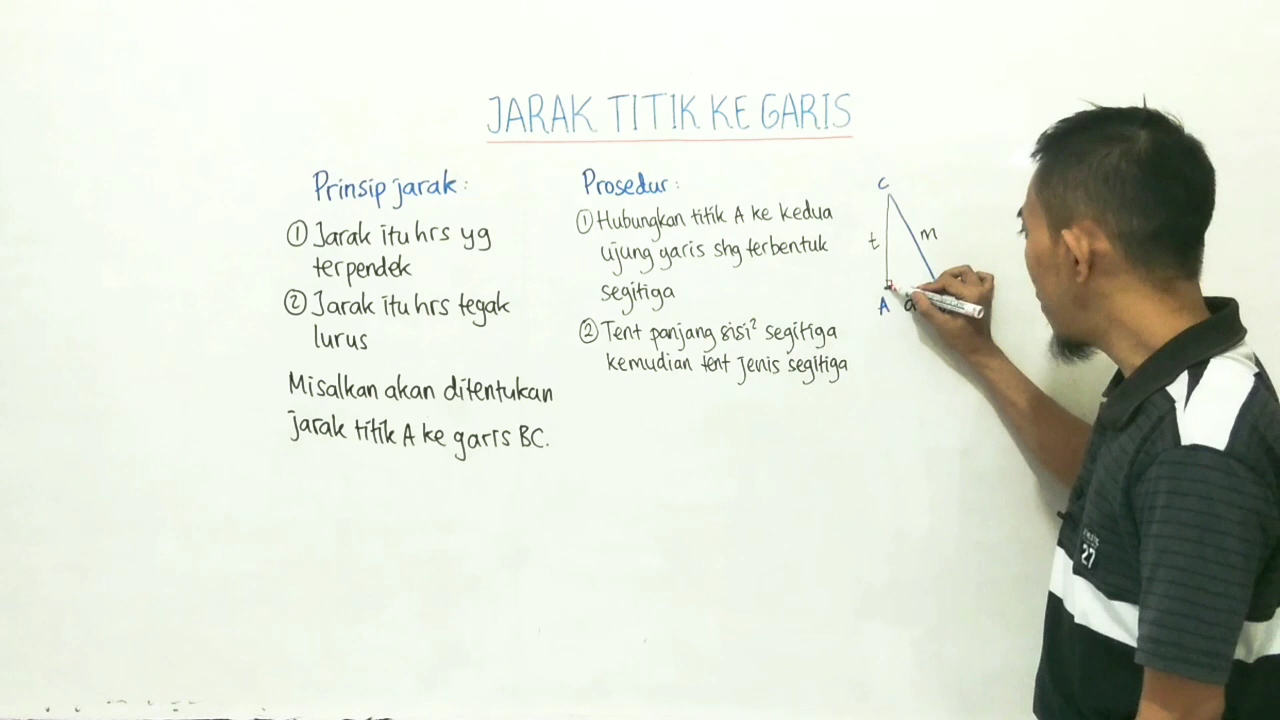 JARAK TITIK KE GARIS
Prinsip jarak:
① Jarak itu hrs yg
terpendek
② Jarak itu hrs tegak
lurus
Misalkan akan ditentukan
jarak titik A ke garis BC.
Prosedur:
① Hubungkan titik A ke kedua
ujung garis shg terbentuk
segitiga
② Tent panjang sisi² segitiga
kemudian tent jenis segitiga
C
t
m
A
a
27